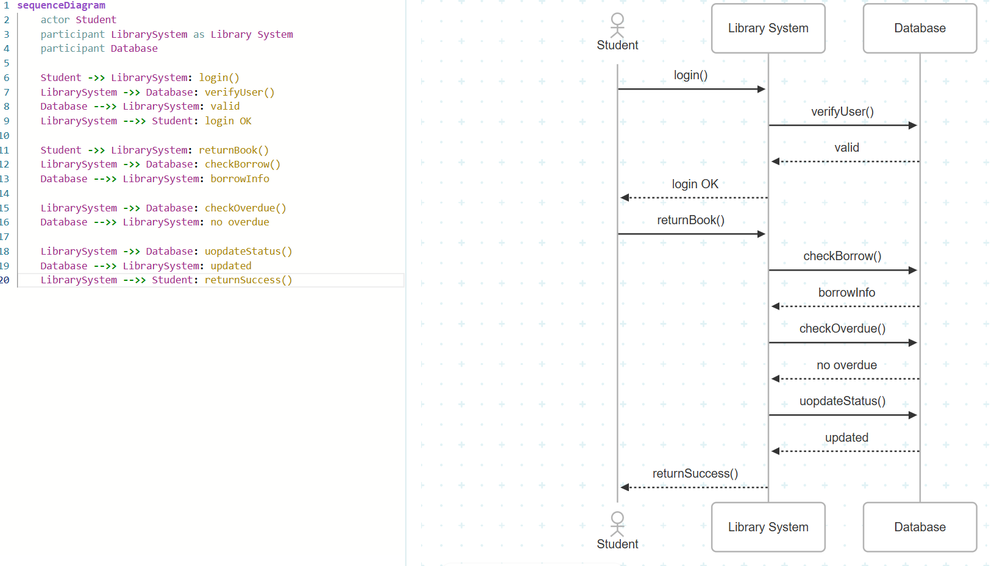 1 sequenceDiagram
2 actor Student
3 participant LibrarySystem as Library System
4 participant Database
5
6 Student ->> LibrarySystem: login()
7 LibrarySystem ->> Database: verifyUser()
8 Database -->> LibrarySystem: valid
9 LibrarySystem -->> Student: login OK
10
11 Student ->> LibrarySystem: returnBook()
12 LibrarySystem ->> Database: checkBorrow()
13 Database -->> LibrarySystem: borrowInfo
14
15 LibrarySystem ->> Database: checkOverdue()
16 Database -->> LibrarySystem: no overdue
17
18 LibrarySystem ->> Database: uopdateStatus()
19 Database -->> LibrarySystem: updated
20 LibrarySystem -->> Student: returnSuccess()
Student
Library System
Database
login()
verifyUser()
valid
login OK
returnBook()
checkBorrow()
borrowInfo
checkOverdue()
no overdue
uopdateStatus()
updated
returnSuccess()
Student
Library System
Database